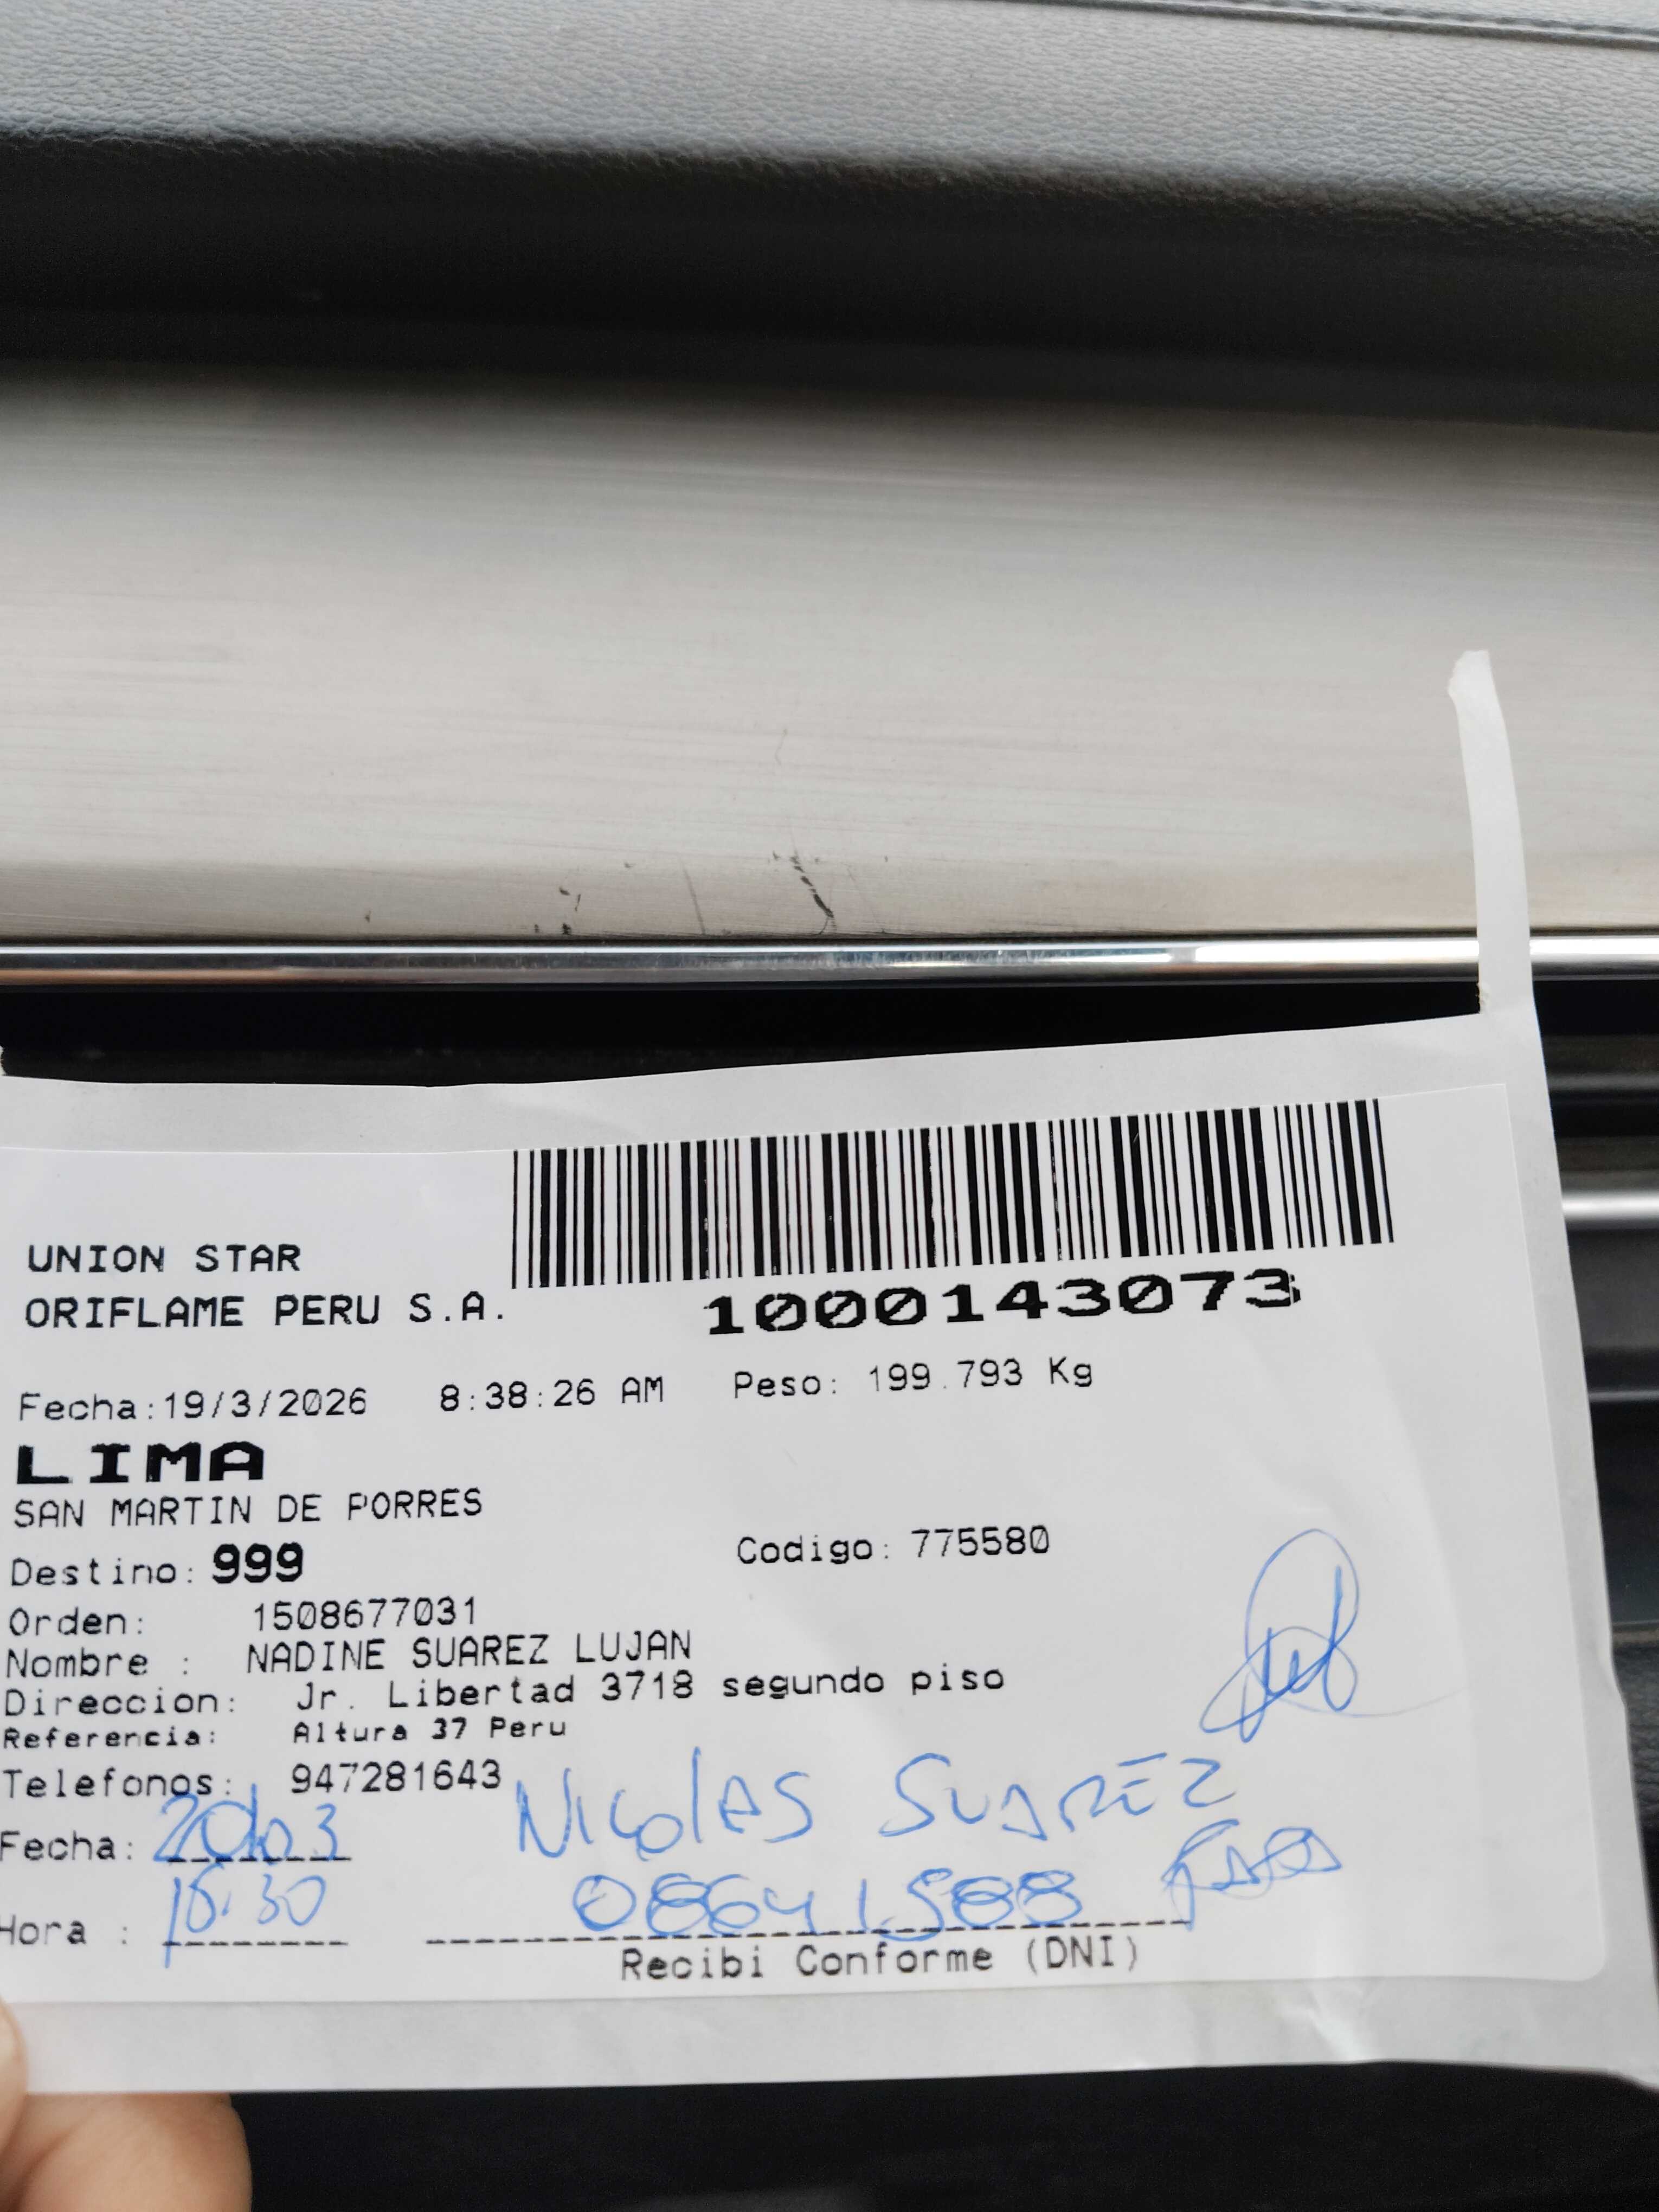 UNION STAR
ORIFLAME PERU S.A.
1000143073
Fecha:19/3/2026 8:38:26 AM Peso: 199.793 Kg
LIMA
SAN MARTIN DE PORRES
Destino: 999 Codigo: 775580
Orden: 1508677031
Nombre : NADINE SUAREZ LUJAN
Direccion: Jr. Libertad 3718 segundo piso
Referencia: Altura 37 Peru
Telefonos: 947281643
NICOLAS SUAREZ
Fecha: 20/03
Hora : 08641588
Recibi Conforme (DNI)